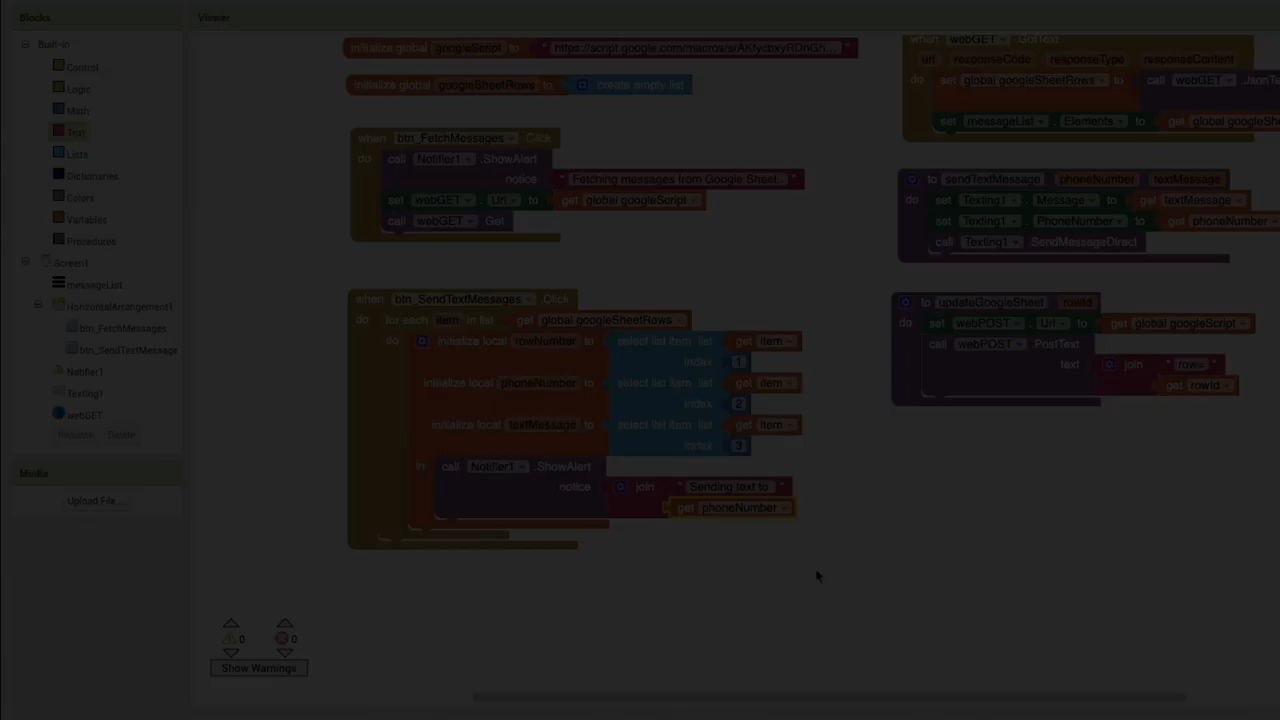 Blocks
Viewer
Built-in
Control
Logic
Math
Text
Lists
Dictionaries
Colors
Variables
Procedures
Screen1
messageList
HorizontalArrangement1
btn_FetchMessages
btn_SendTextMessage
Notifier1
Texting1
webGET
Rename Delete
Media
Upload File ...
initialize global googleScript to " https://script.google.com/macros/s/AKfycbxyRDhGh... "
initialize global googleSheetRows to create empty list
when btn_FetchMessages .Click
do call Notifier1 .ShowAlert
notice " Fetching messages from Google Sheet... "
set webGET . Url to get global googleScript
call webGET .Get
when btn_SendTextMessages .Click
do for each item in list get global googleSheetRows
do initialize local rowNumber to select list item list get item
index 1
initialize local phoneNumber to select list item list get item
index 2
initialize local textMessage to select list item list get item
index 3
in call Notifier1 .ShowAlert
notice join " Sending text to "
get phoneNumber
when webGET .GotText
url responseCode responseType responseContent
do set global googleSheetRows to call webGET
set messageList . Elements to get global
to sendTextMessage phoneNumber textMessage
do set Texting1 . Message to get textMessage
set Texting1 . PhoneNumber to get phoneNumber
call Texting1 .SendMessageDirect
to updateGoogleSheet rowId
do set webPOST . Url to get global googleScript
call webPOST .PostText
text join " row= "
get rowId
0 0
Show Warnings